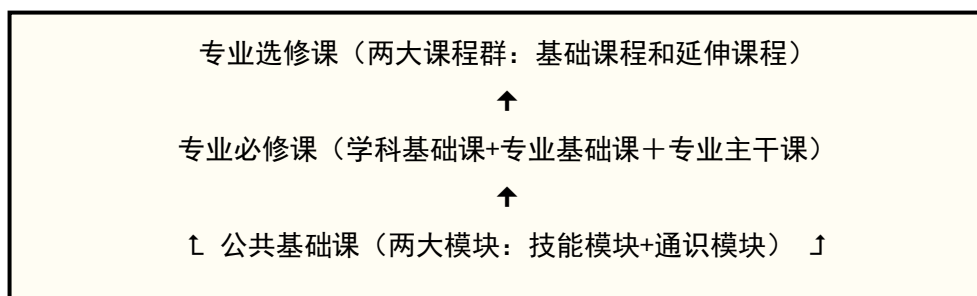 专业选修课（两大课程群：基础课程和延伸课程）
↑
专业必修课（学科基础课+专业基础课＋专业主干课）
↑
↿ 公共基础课（两大模块：技能模块+通识模块） ↾